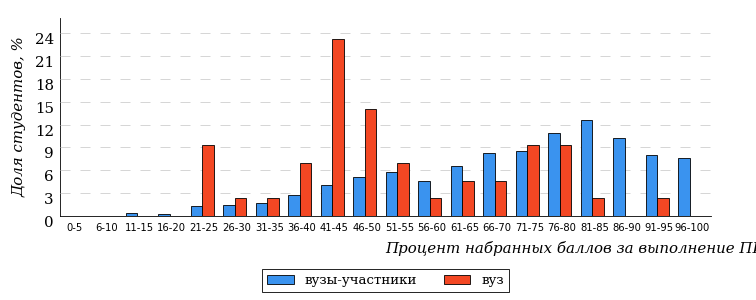 Доля студентов, %
24
21
18
15
12
9
6
3
0
0-5 6-10 11-15 16-20 21-25 26-30 31-35 36-40 41-45 46-50 51-55 56-60 61-65 66-70 71-75 76-80 81-85 86-90 91-95 96-100
Процент набранных баллов за выполнение
вузы-участники вуз